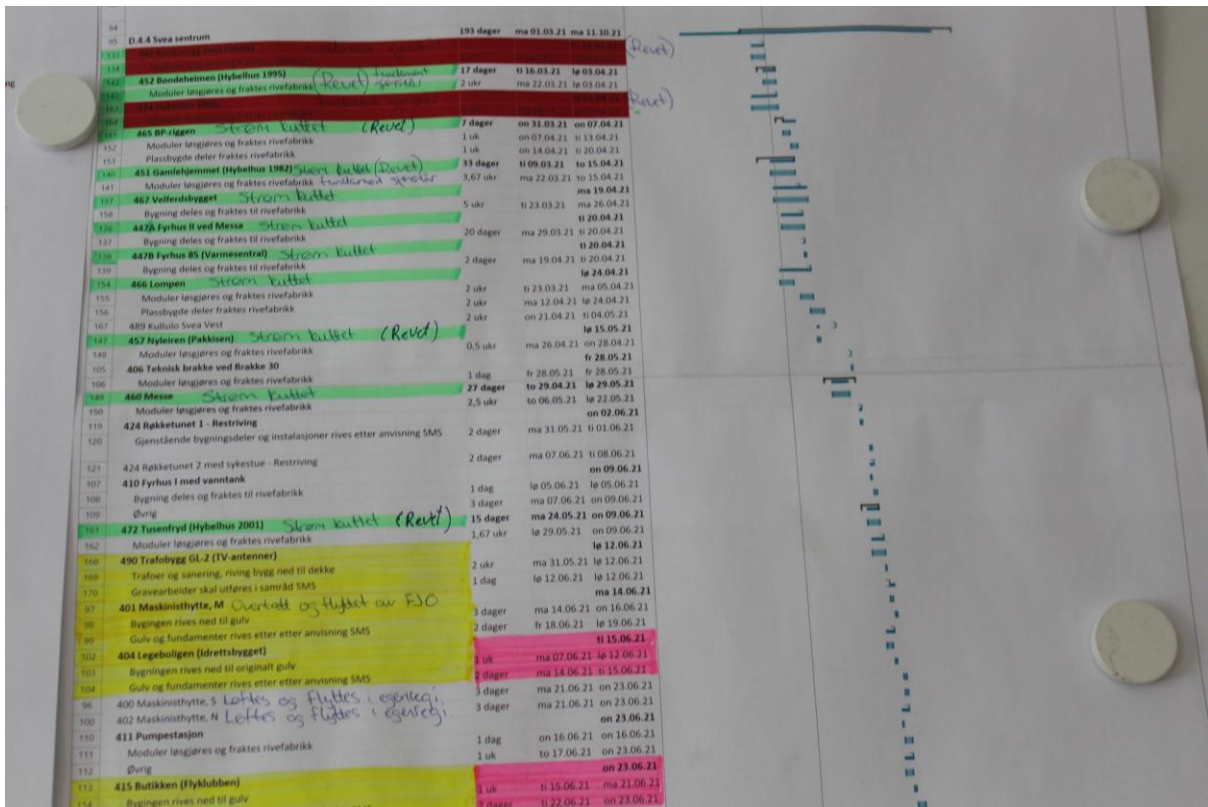 94
95 D.4.4 Svea sentrum 193 dager ma 01.03.21 ma 11.10.21
(Revet)
134
142 452 Bondeheimen (Hybelhus 1995) (Revet) fundament gjenstår 17 dager ti 16.03.21 lø 03.04.21
143 Moduler løsgjøres og fraktes rivefabrikk 2 ukr ma 22.03.21 lø 03.04.21
(Revet)
151 465 BP-riggen Strøm kuttet (Revet) 7 dager on 31.03.21 on 07.04.21
152 Moduler løsgjøres og fraktes rivefabrikk 1 uk on 07.04.21 ti 13.04.21
153 Plassbygde deler fraktes rivefabrikk 1 uk on 14.04.21 ti 20.04.21
140 451 Gamlehjemmet (Hybelhus 1982) Strøm kuttet (Revet) 33 dager ti 09.03.21 to 15.04.21
141 Moduler løsgjøres og fraktes rivefabrikk fundament gjenstår 3,67 ukr ma 22.03.21 to 15.04.21
157 467 Velferdsbygget Strøm kuttet ma 19.04.21
158 Bygning deles og fraktes til rivefabrikk 5 ukr ti 23.03.21 ma 26.04.21
136 447A Fyrhus II ved Messa Strøm kuttet ti 20.04.21
137 Bygning deles og fraktes til rivefabrikk 20 dager ma 29.03.21 ti 20.04.21
138 447B Fyrhus 85 (Varmesentral) Strøm kuttet ti 20.04.21
139 Bygning deles og fraktes til rivefabrikk 2 dager ma 19.04.21 ti 20.04.21
154 466 Lompen Strøm kuttet lø 24.04.21
155 Moduler løsgjøres og fraktes rivefabrikk 2 ukr ti 23.03.21 ma 05.04.21
156 Plassbygde deler fraktes rivefabrikk 2 ukr ma 12.04.21 lø 24.04.21
167 489 Kullsilo Svea Vest 2 ukr on 21.04.21 ti 04.05.21
147 457 Nyleiren (Pakkisen) Strøm kuttet (Revet) lø 15.05.21
148 Moduler løsgjøres og fraktes rivefabrikk 0,5 ukr ma 26.04.21 on 28.04.21
105 406 Teknisk brakke ved Brakke 30 fr 28.05.21
106 Moduler løsgjøres og fraktes rivefabrikk 1 dag fr 28.05.21 fr 28.05.21
149 460 Messe Strøm kuttet 27 dager to 29.04.21 lø 29.05.21
150 Moduler løsgjøres og fraktes rivefabrikk 2,5 ukr to 06.05.21 lø 22.05.21
119 424 Røkketunet 1 - Restriving on 02.06.21
120 Gjenstående bygningsdeler og instalasjoner rives etter anvisning SMS 2 dager ma 31.05.21 ti 01.06.21
121 424 Røkketunet 2 med sykestue - Restriving 2 dager ma 07.06.21 ti 08.06.21
107 410 Fyrhus I med vanntank on 09.06.21
108 Bygning deles og fraktes til rivefabrikk 1 dag lø 05.06.21 lø 05.06.21
109 Øvrig 3 dager ma 07.06.21 on 09.06.21
161 472 Tusenfryd (Hybelhus 2001) Strøm kuttet (Revet) 15 dager ma 24.05.21 on 09.06.21
162 Moduler løsgjøres og fraktes rivefabrikk 1,67 ukr lø 29.05.21 on 09.06.21
168 490 Trafobygg GL-2 (TV-antenner) lø 12.06.21
169 Trafoer og sanering, riving bygg ned til dekke 2 ukr ma 31.05.21 lø 12.06.21
170 Gravearbeider skal utføres i samråd SMS 1 dag lø 12.06.21 lø 12.06.21
97 401 Maskinisthytte, M Overtatt og flyttet av FJO ma 14.06.21
98 Bygingen rives ned til gulv 3 dager ma 14.06.21 on 16.06.21
99 Gulv og fundamenter rives etter etter anvisning SMS 2 dager fr 18.06.21 lø 19.06.21
102 404 Legeboligen (Idrettsbygget) ti 15.06.21
103 Bygningen rives ned til originalt gulv 1 uk ma 07.06.21 lø 12.06.21
104 Gulv og fundamenter rives etter etter anvisning SMS 2 dager ma 14.06.21 ti 15.06.21
96 400 Maskinisthytte, S Løftes og flyttes i egenregi. 3 dager ma 21.06.21 on 23.06.21
100 402 Maskinisthytte, N Løftes og flyttes i egenregi. 3 dager ma 21.06.21 on 23.06.21
110 411 Pumpestasjon on 23.06.21
111 Moduler løsgjøres og fraktes rivefabrikk 1 dag on 16.06.21 on 16.06.21
112 Øvrig 1 uk to 17.06.21 on 23.06.21
113 415 Butikken (Flyklubben) on 23.06.21
114 Bygingen rives ned til gulv 1 uk ti 15.06.21 ma 21.06.21
2 dager ti 22.06.21 on 23.06.21